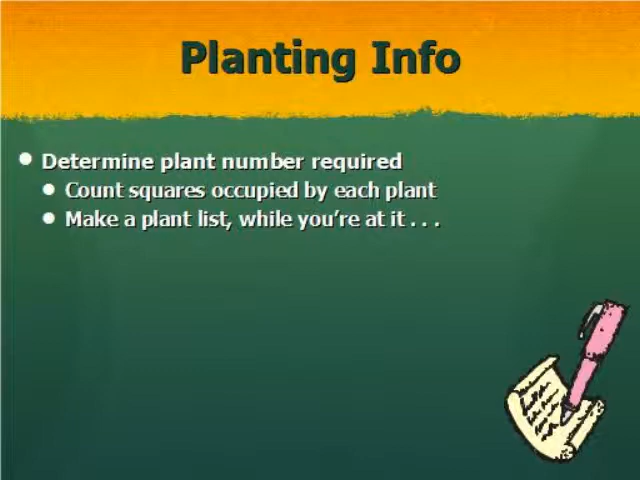 Planting Info
Determine plant number required
Count squares occupied by each plant
Make a plant list, while you're at it . . .